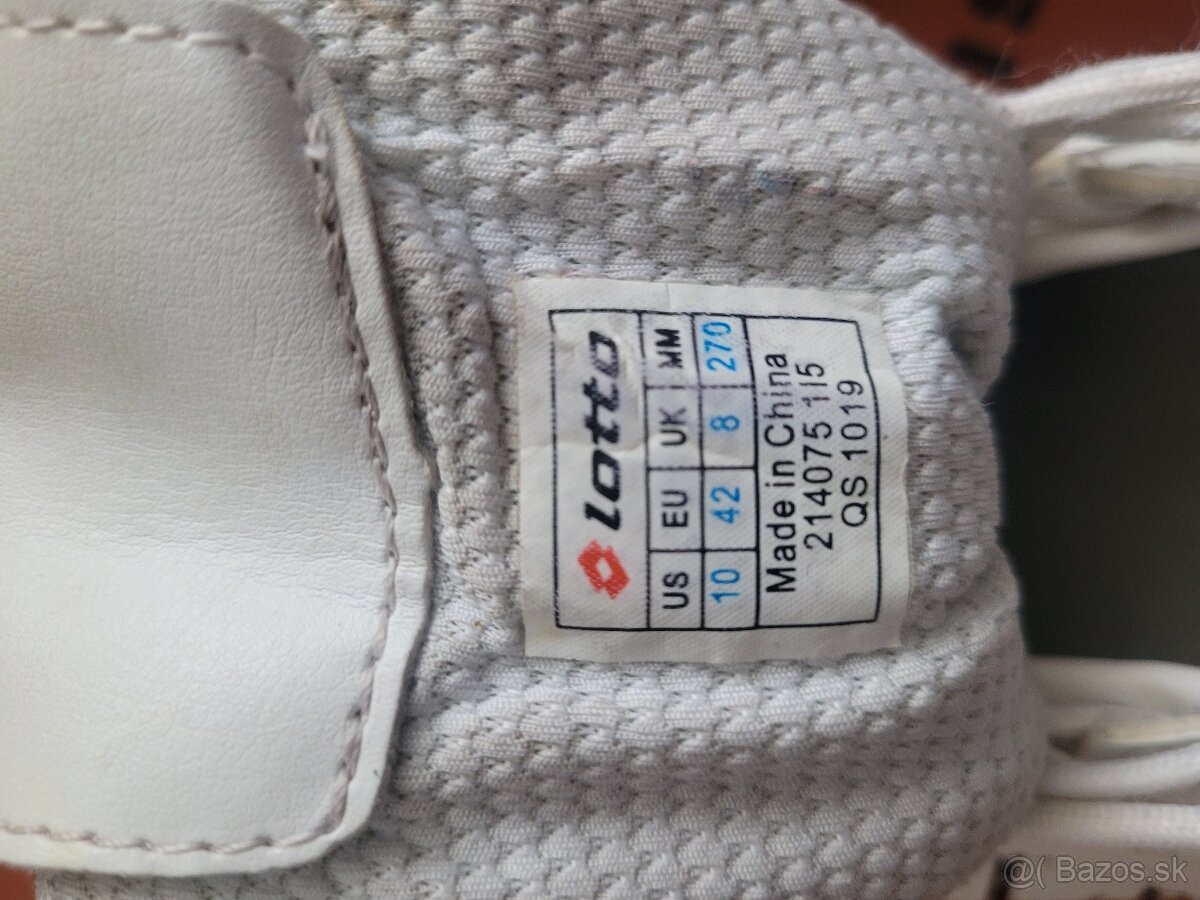 lotto
US EU UK MM
10 42 8 270
Made in China
214075 1I5
QS 1019
@( Bazos.sk